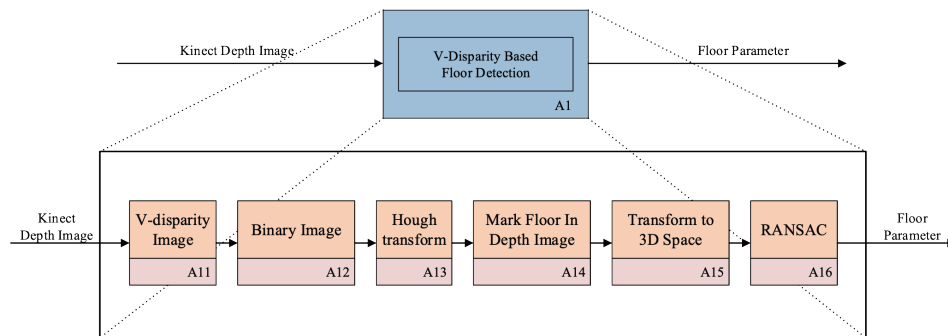 Kinect Depth Image
V-Disparity Based
Floor Detection
A1
Floor Parameter
Kinect
Depth Image
V-disparity
Image
A11
Binary Image
A12
Hough
transform
A13
Mark Floor In
Depth Image
A14
Transform to
3D Space
A15
RANSAC
A16
Floor
Parameter